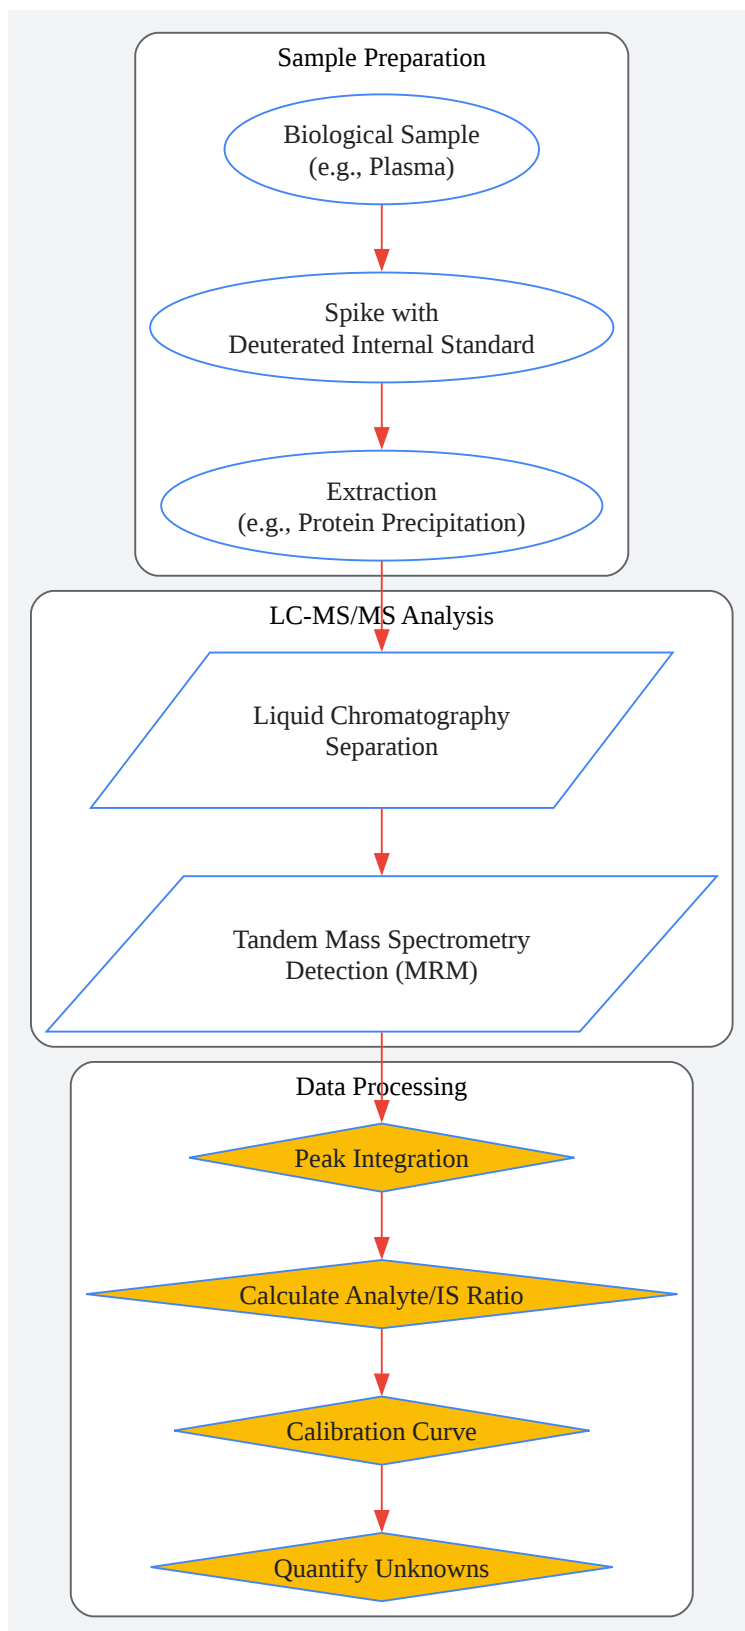 Sample Preparation
Biological Sample
(e.g., Plasma)
Spike with
Deuterated Internal Standard
Extraction
(e.g., Protein Precipitation)
LC-MS/MS Analysis
Liquid Chromatography
Separation
Tandem Mass Spectrometry
Detection (MRM)
Data Processing
Peak Integration
Calculate Analyte/IS Ratio
Calibration Curve
Quantify Unknowns